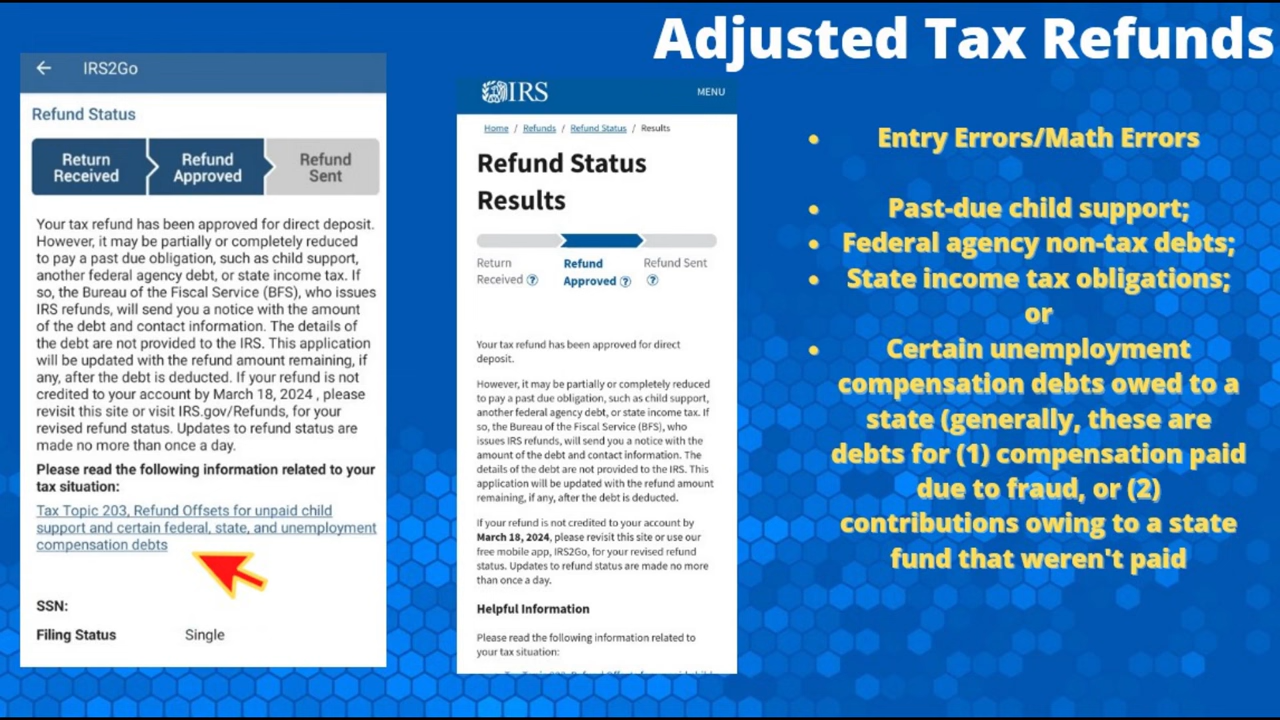 Adjusted Tax Refunds
IRS2Go
Refund Status
Return Received
Refund Approved
Refund Sent
Your tax refund has been approved for direct deposit.
However, it may be partially or completely reduced
to pay a past due obligation, such as child support,
another federal agency debt, or state income tax. If
so, the Bureau of the Fiscal Service (BFS), who issues
IRS refunds, will send you a notice with the amount
of the debt and contact information. The details of
the debt are not provided to the IRS. This application
will be updated with the refund amount remaining, if
any, after the debt is deducted. If your refund is not
credited to your account by March 18, 2024 , please
revisit this site or visit IRS.gov/Refunds, for your
revised refund status. Updates to refund status are
made no more than once a day.
Please read the following information related to your
tax situation:
Tax Topic 203, Refund Offsets for unpaid child
support and certain federal, state, and unemployment
compensation debts
SSN:
Filing Status Single
IRS
MENU
Home / Refunds / Refund Status / Results
Refund Status
Results
Return Received ?
Refund Approved ?
Refund Sent ?
Your tax refund has been approved for direct
deposit.
However, it may be partially or completely reduced
to pay a past due obligation, such as child support,
another federal agency debt, or state income tax. If
so, the Bureau of the Fiscal Service (BFS), who
issues IRS refunds, will send you a notice with the
amount of the debt and contact information. The
details of the debt are not provided to the IRS. This
application will be updated with the refund amount
remaining, if any, after the debt is deducted.
If your refund is not credited to your account by
March 18, 2024, please revisit this site or use our
free mobile app, IRS2Go, for your revised refund
status. Updates to refund status are made no more
than once a day.
Helpful Information
Please read the following information related to
your tax situation:
• Entry Errors/Math Errors
• Past-due child support;
• Federal agency non-tax debts;
• State income tax obligations;
or
• Certain unemployment
compensation debts owed to a
state (generally, these are
debts for (1) compensation paid
due to fraud, or (2)
contributions owing to a state
fund that weren't paid